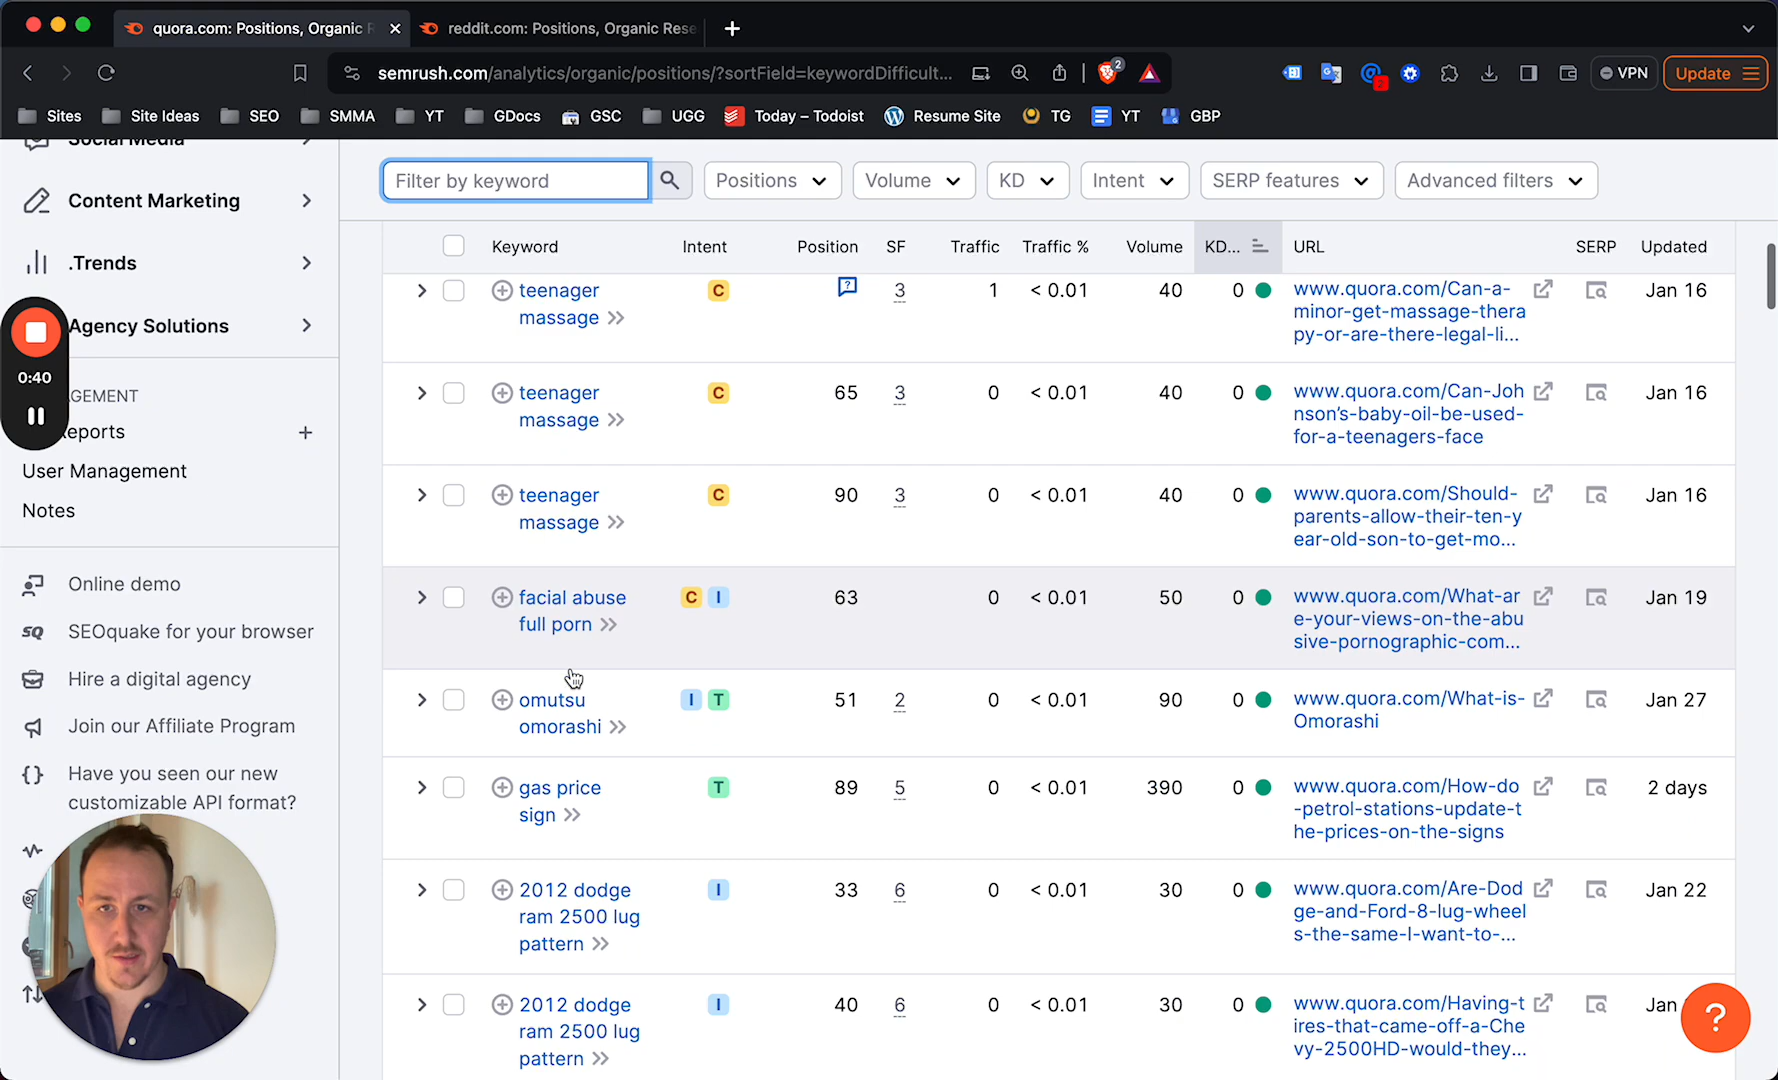 quora.com: Positions, Organic R
reddit.com: Positions, Organic Rese
semrush.com/analytics/organic/positions/?sortField=keywordDifficult...
2
2
VPN
Update
Sites
Site Ideas
SEO
SMMA
YT
GDocs
GSC
UGG
Today – Todoist
Resume Site
TG
YT
GBP
Social Media
Content Marketing
.Trends
Agency Solutions
0:40
GEMENT
eports
User Management
Notes
Online demo
SQ SEOquake for your browser
Hire a digital agency
Join our Affiliate Program
Have you seen our new
customizable API format?
Filter by keyword
Positions
Volume
KD
Intent
SERP features
Advanced filters
Keyword Intent Position SF Traffic Traffic % Volume KD... URL SERP Updated
teenager C 3 1 < 0.01 40 0 www.quora.com/Can-a- Jan 16
massage minor-get-massage-thera
py-or-are-there-legal-li...
teenager C 65 3 0 < 0.01 40 0 www.quora.com/Can-Joh Jan 16
massage nson's-baby-oil-be-used-
for-a-teenagers-face
teenager C 90 3 0 < 0.01 40 0 www.quora.com/Should- Jan 16
massage parents-allow-their-ten-y
ear-old-son-to-get-mo...
facial abuse C I 63 0 < 0.01 50 0 www.quora.com/What-ar Jan 19
full porn e-your-views-on-the-abu
sive-pornographic-com...
omutsu I T 51 2 0 < 0.01 90 0 www.quora.com/What-is- Jan 27
omorashi Omorashi
gas price T 89 5 0 < 0.01 390 0 www.quora.com/How-do 2 days
sign -petrol-stations-update-t
he-prices-on-the-signs
2012 dodge I 33 6 0 < 0.01 30 0 www.quora.com/Are-Dod Jan 22
ram 2500 lug ge-and-Ford-8-lug-wheel
pattern s-the-same-I-want-to-...
2012 dodge I 40 6 0 < 0.01 30 0 www.quora.com/Having-t Jan
ram 2500 lug ires-that-came-off-a-Che
pattern vy-2500HD-would-they...
?